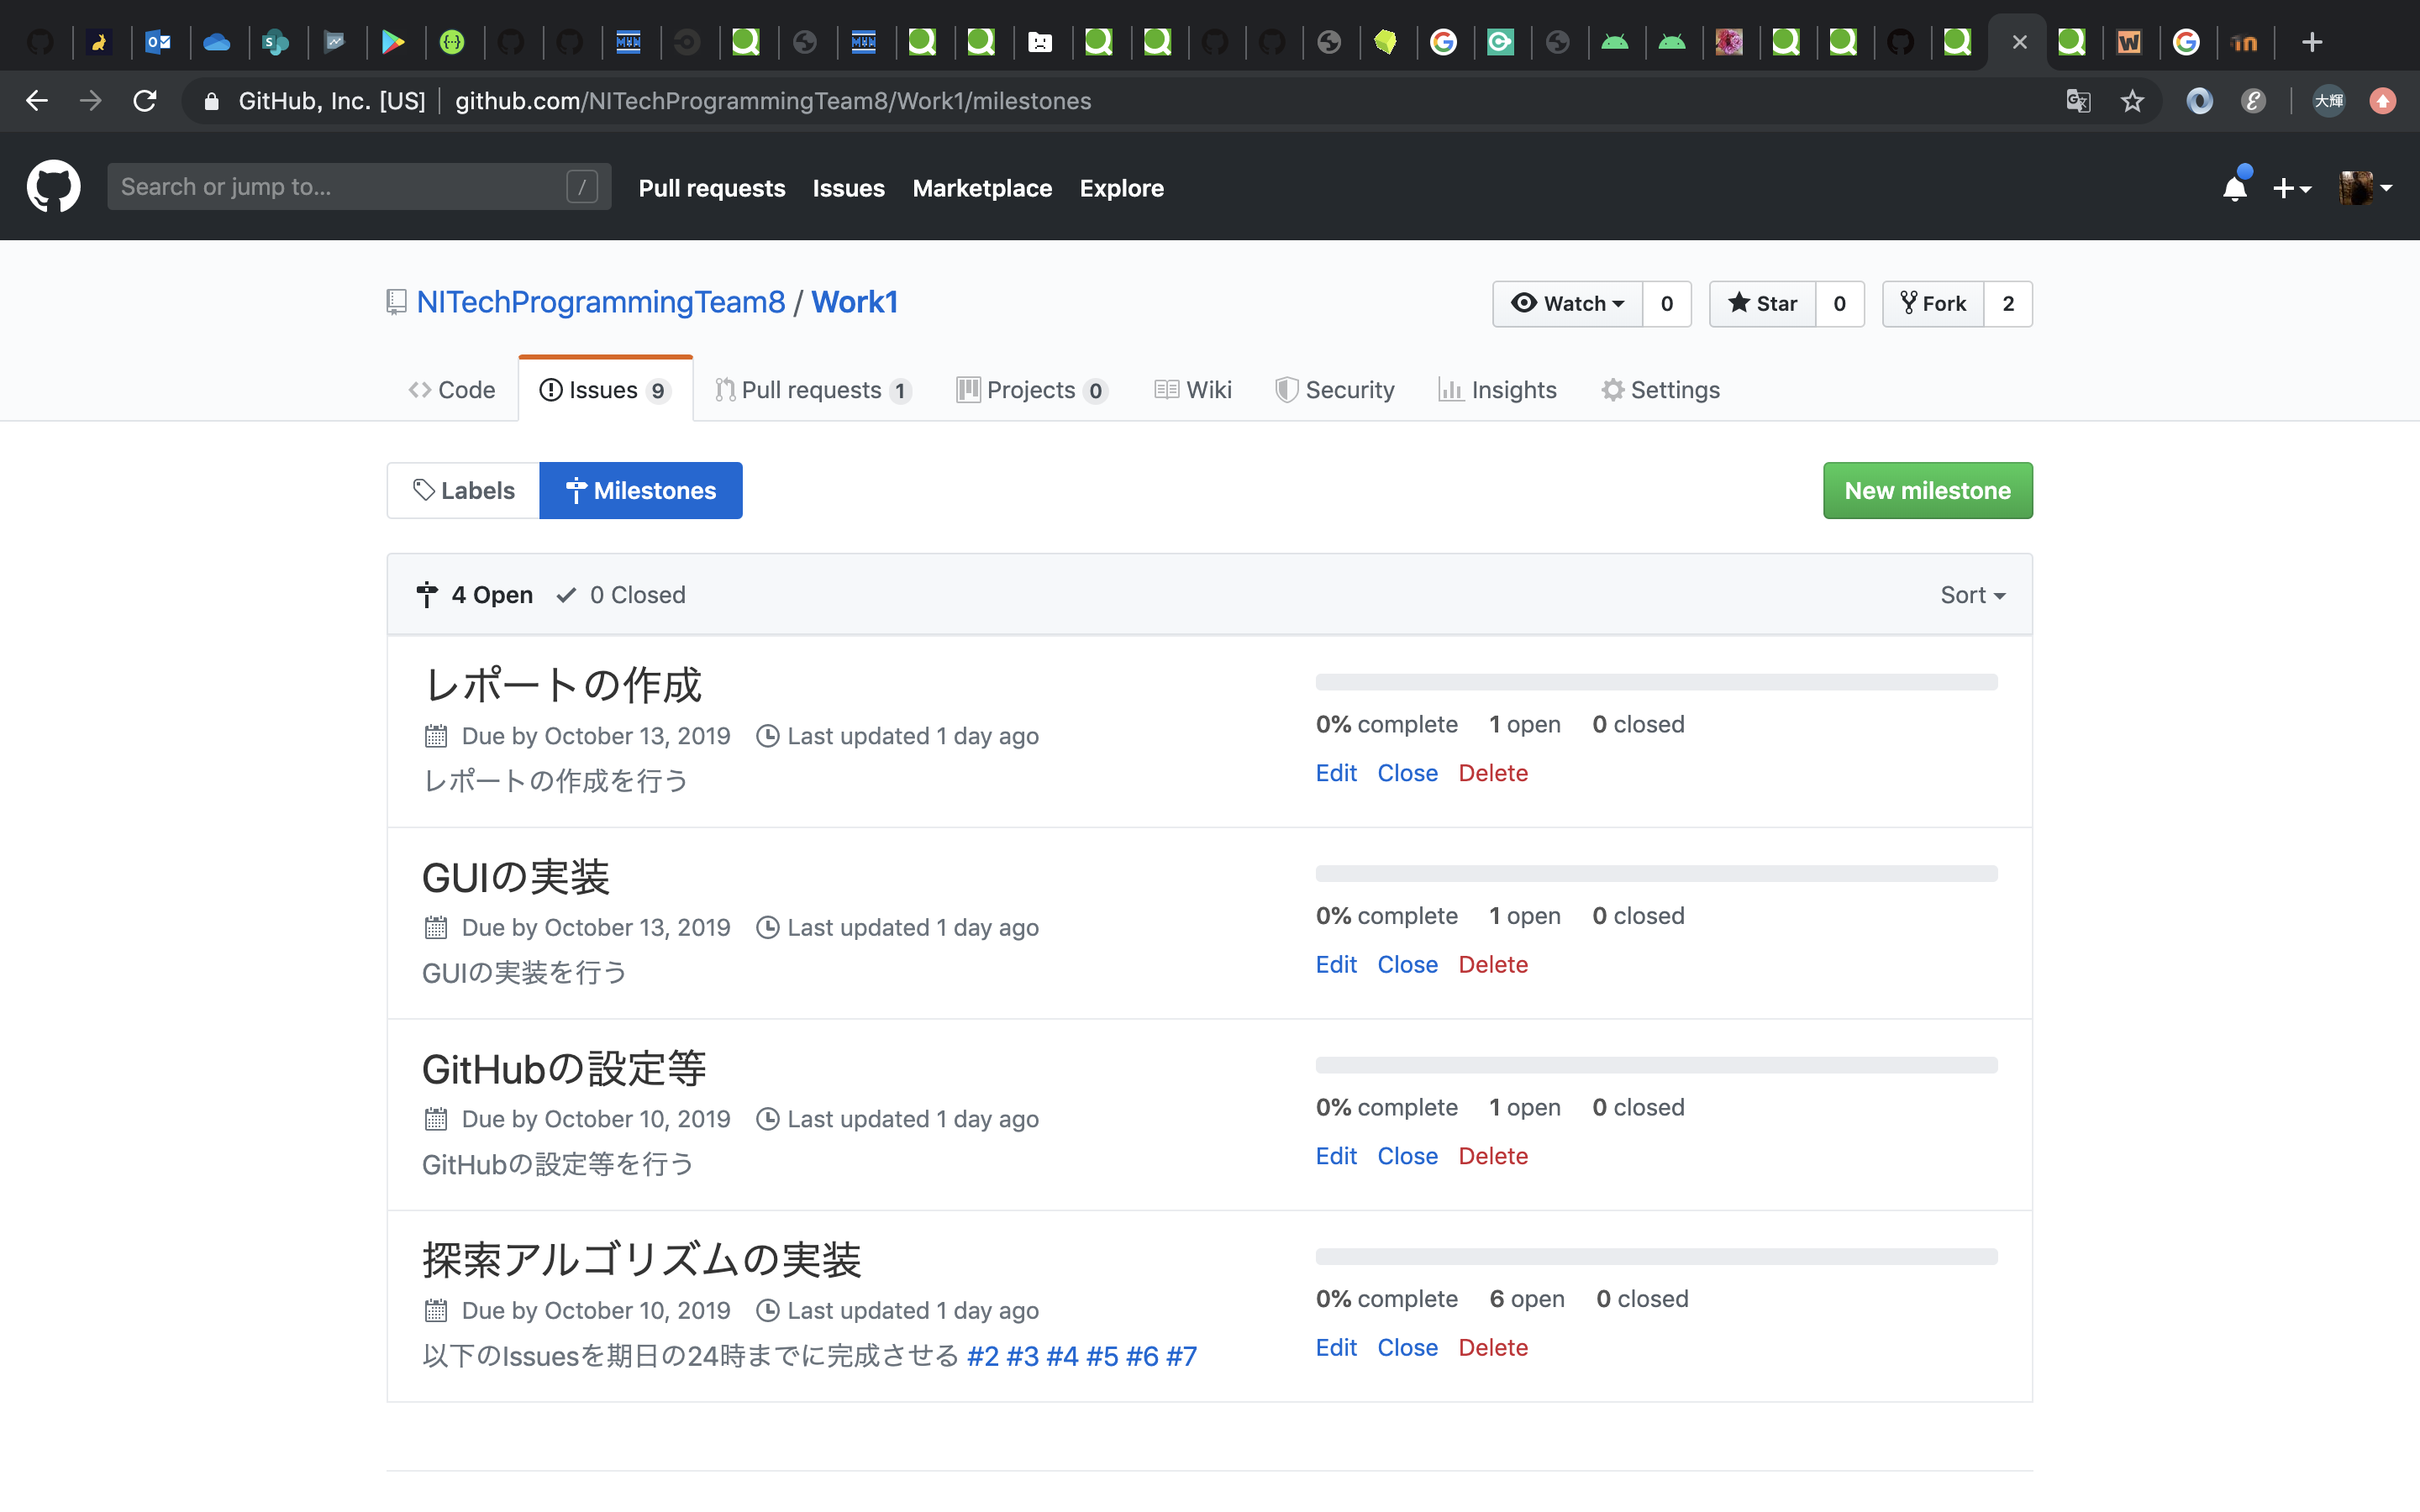 GitHub, Inc. [US] github.com/NITechProgrammingTeam8/Work1/milestones 大輝
Search or jump to... / Pull requests Issues Marketplace Explore
NITechProgrammingTeam8 / Work1 Watch 0 Star 0 Fork 2
Code Issues 9 Pull requests 1 Projects 0 Wiki Security Insights Settings
Labels Milestones New milestone
4 Open 0 Closed Sort
レポートの作成
Due by October 13, 2019 Last updated 1 day ago
レポートの作成を行う
0% complete 1 open 0 closed
Edit Close Delete
GUIの実装
Due by October 13, 2019 Last updated 1 day ago
GUIの実装を行う
0% complete 1 open 0 closed
Edit Close Delete
GitHubの設定等
Due by October 10, 2019 Last updated 1 day ago
GitHubの設定等を行う
0% complete 1 open 0 closed
Edit Close Delete
探索アルゴリズムの実装
Due by October 10, 2019 Last updated 1 day ago
以下のIssuesを期日の24時までに完成させる #2 #3 #4 #5 #6 #7
0% complete 6 open 0 closed
Edit Close Delete